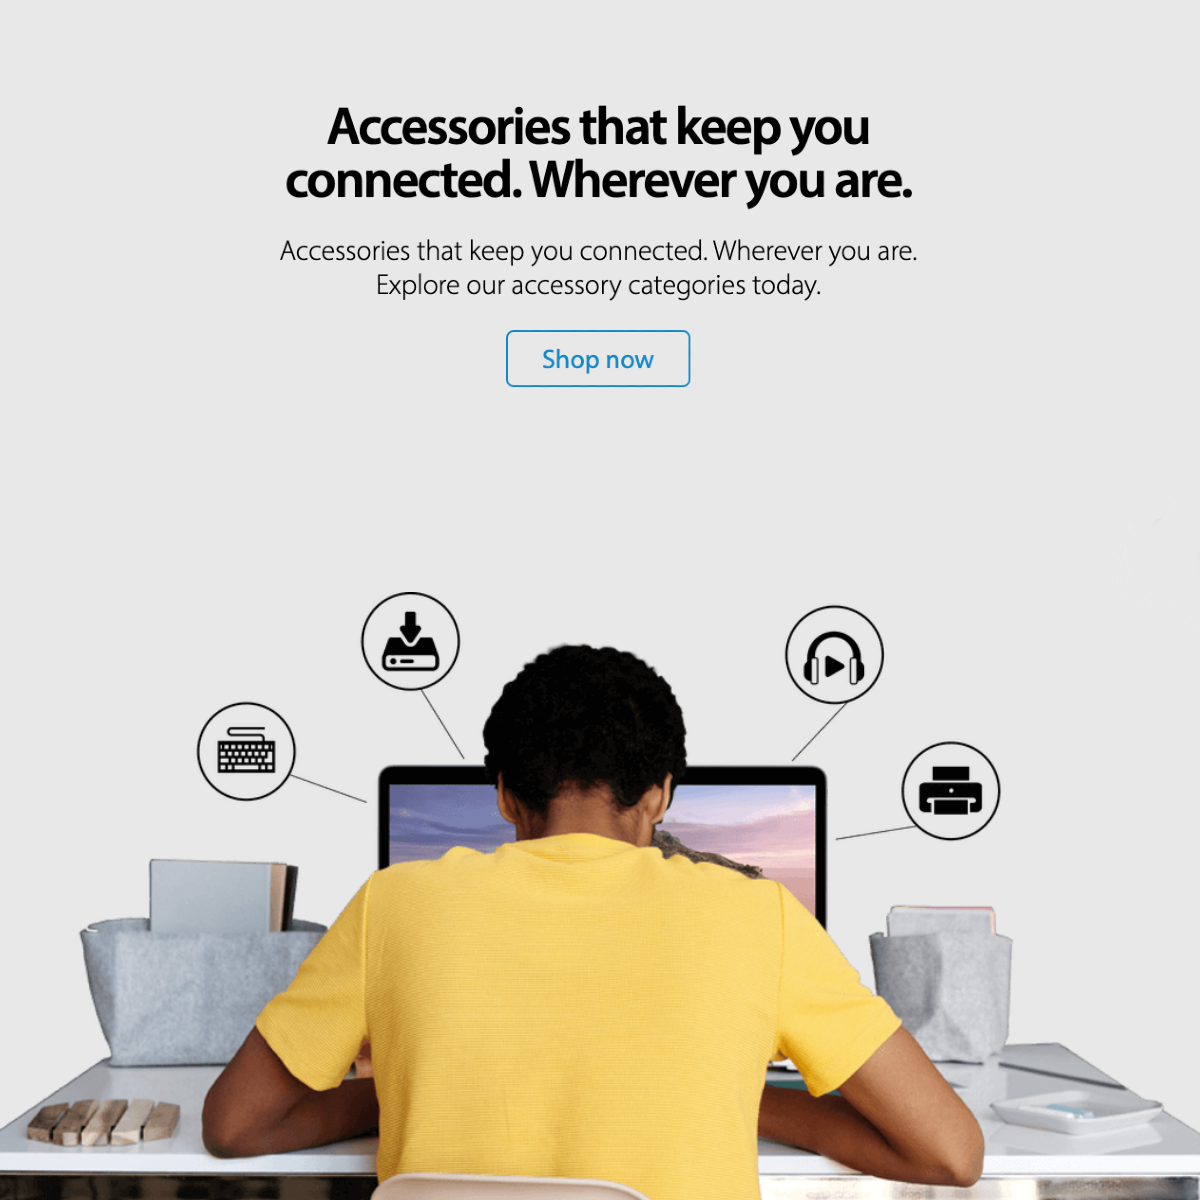 Accessories that keep you
connected. Wherever you are.
Accessories that keep you connected. Wherever you are.
Explore our accessory categories today.
Shop now